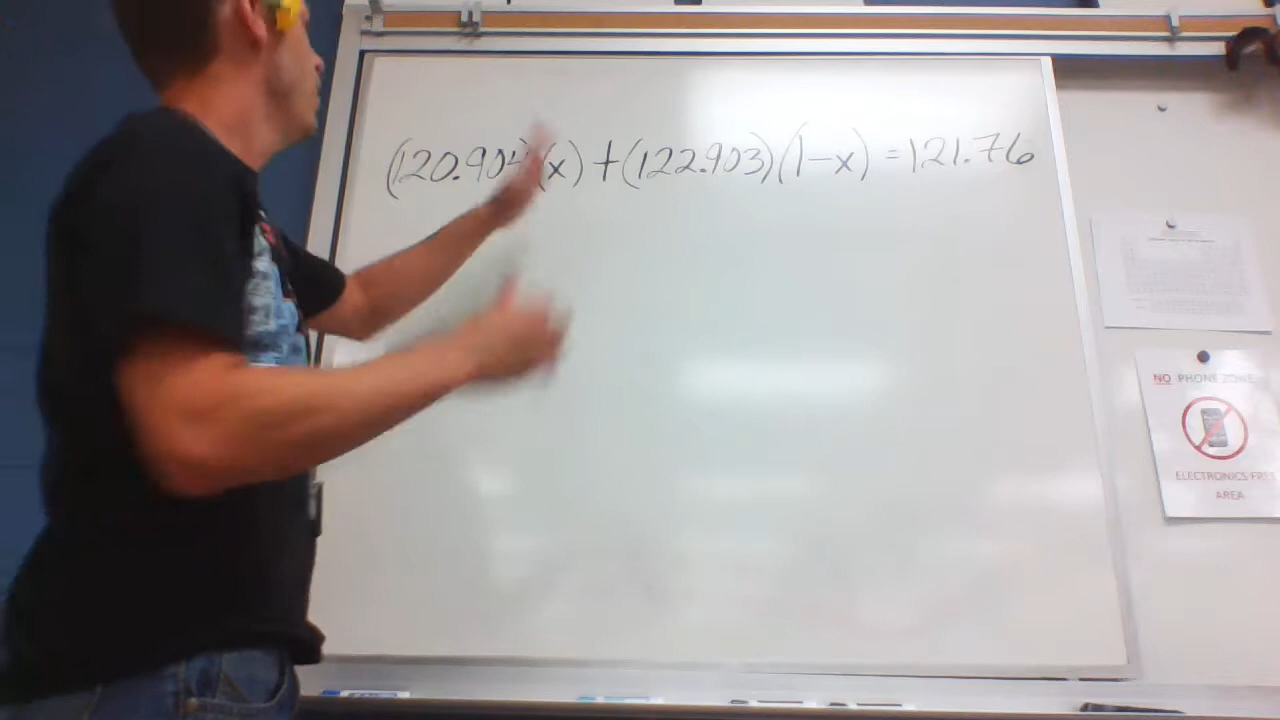 (120.904)(x)+(122.903)(1-x)=121.76
NO PHONE ZONE
ELECTRONICS FREE
AREA